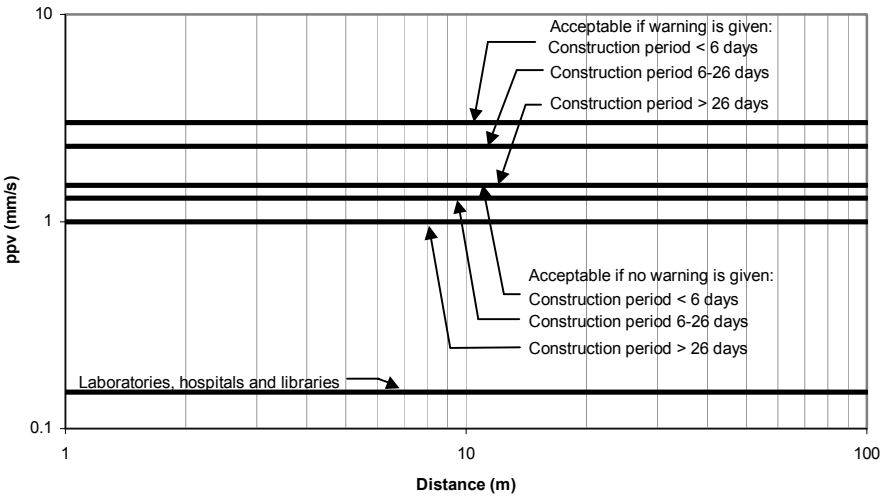 10
Acceptable if warning is given:
Construction period < 6 days
Construction period 6-26 days
Construction period > 26 days
ppv (mm/s)
1
Acceptable if no warning is given:
Construction period < 6 days
Construction period 6-26 days
Construction period > 26 days
Laboratories, hospitals and libraries
0.1
1
10
100
Distance (m)